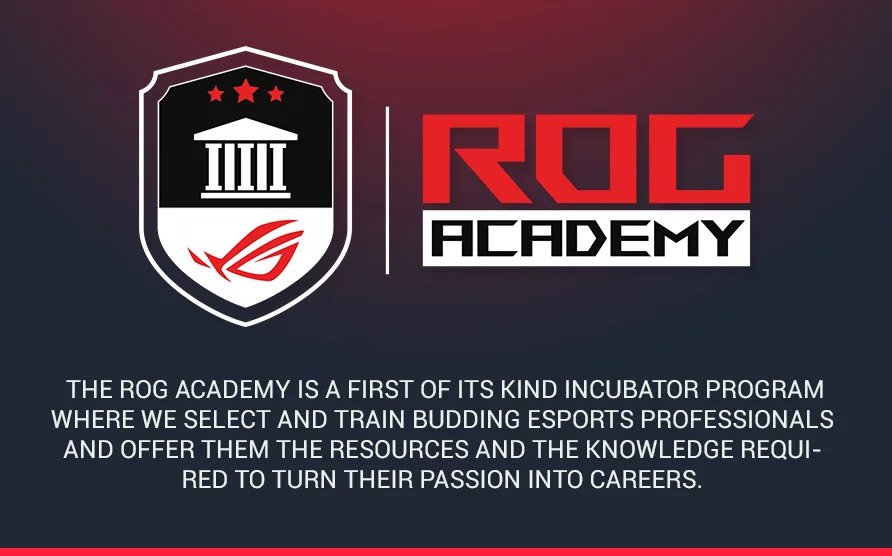 ROG
ACADEMY
THE ROG ACADEMY IS A FIRST OF ITS KIND INCUBATOR PROGRAM
WHERE WE SELECT AND TRAIN BUDDING ESPORTS PROFESSIONALS
AND OFFER THEM THE RESOURCES AND THE KNOWLEDGE REQUI-
RED TO TURN THEIR PASSION INTO CAREERS.